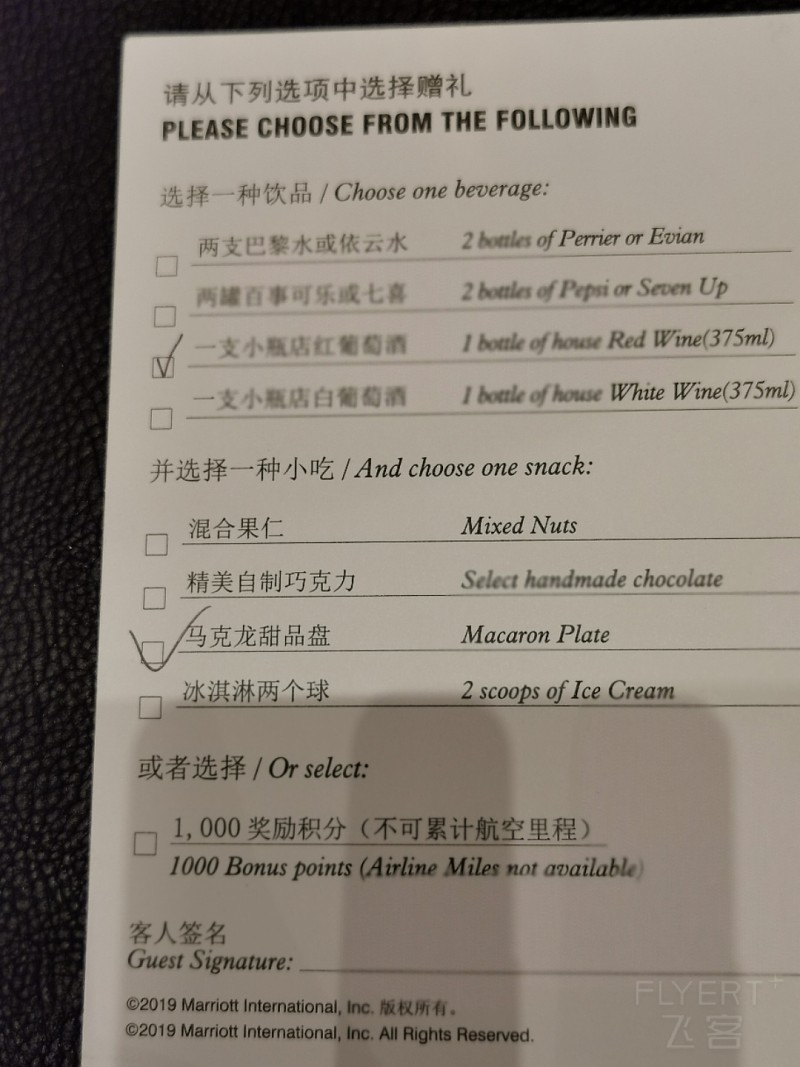 请从下列选项中选择赠礼
PLEASE CHOOSE FROM THE FOLLOWING
选择一种饮品 / Choose one beverage:
两支巴黎水或依云水 2 bottles of Perrier or Evian
两罐百事可乐或七喜 2 bottles of Pepsi or Seven Up
一支小瓶店红葡萄酒 1 bottle of house Red Wine(375ml)
一支小瓶店白葡萄酒 1 bottle of house White Wine(375ml)
并选择一种小吃 / And choose one snack:
混合果仁 Mixed Nuts
精美自制巧克力 Select handmade chocolate
马克龙甜品盘 Macaron Plate
冰淇淋两个球 2 scoops of Ice Cream
或者选择 / Or select:
1,000 奖励积分（不可累计航空里程）
1000 Bonus points (Airline Miles not available)
客人签名
Guest Signature:
©2019 Marriott International, Inc. 版权所有。
©2019 Marriott International, Inc. All Rights Reserved.
FLYERT+
飞客